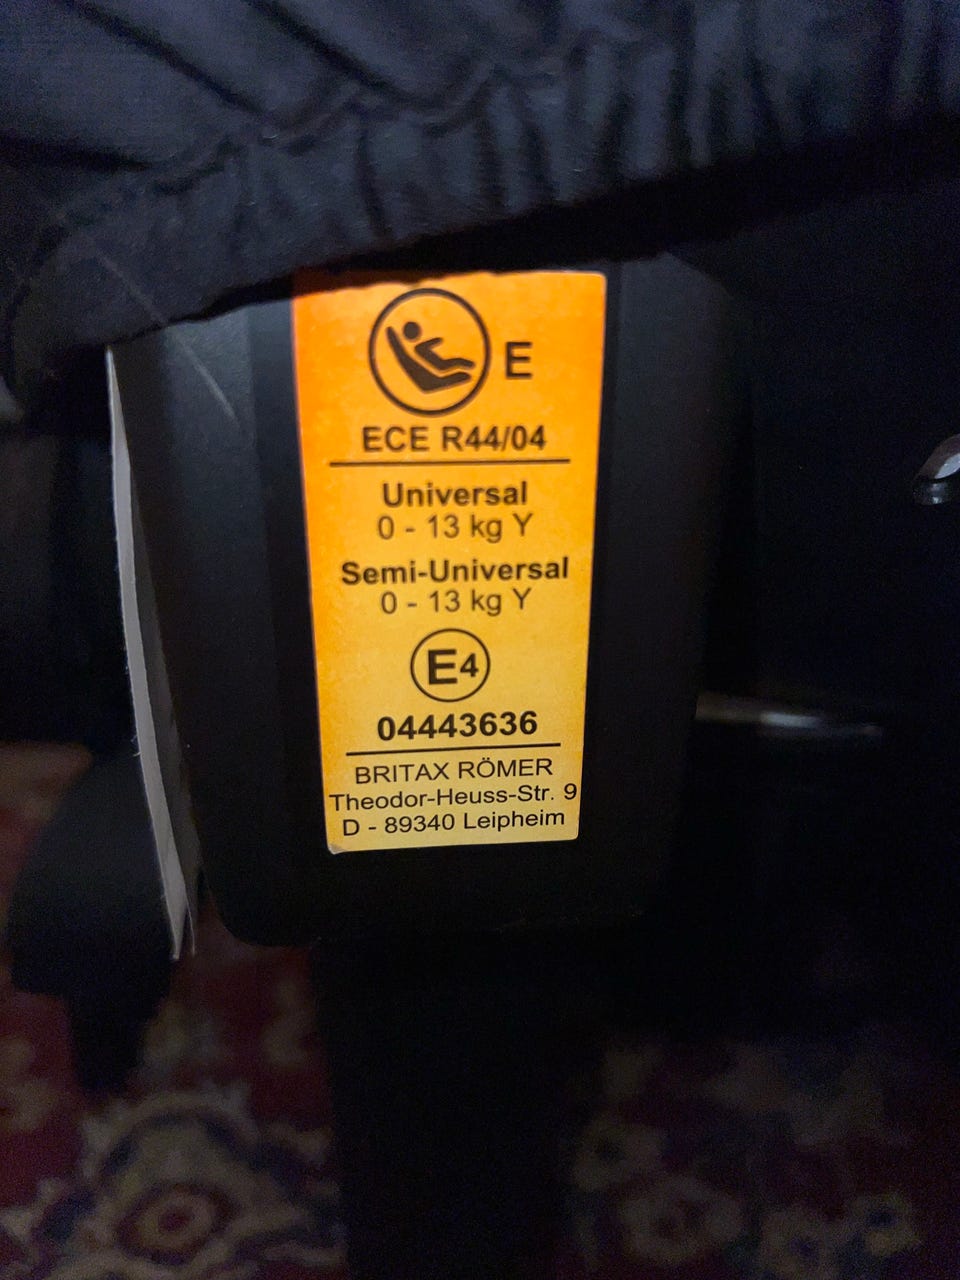 E
ECE R44/04
Universal
0 - 13 kg Y
Semi-Universal
0 - 13 kg Y
E4
04443636
BRITAX RÖMER
Theodor-Heuss-Str. 9
D - 89340 Leipheim